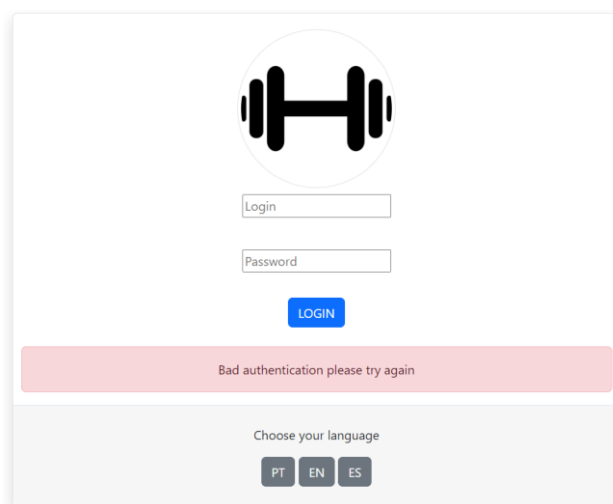 Login
Password
LOGIN
Bad authentication please try again
Choose your language
PT EN ES